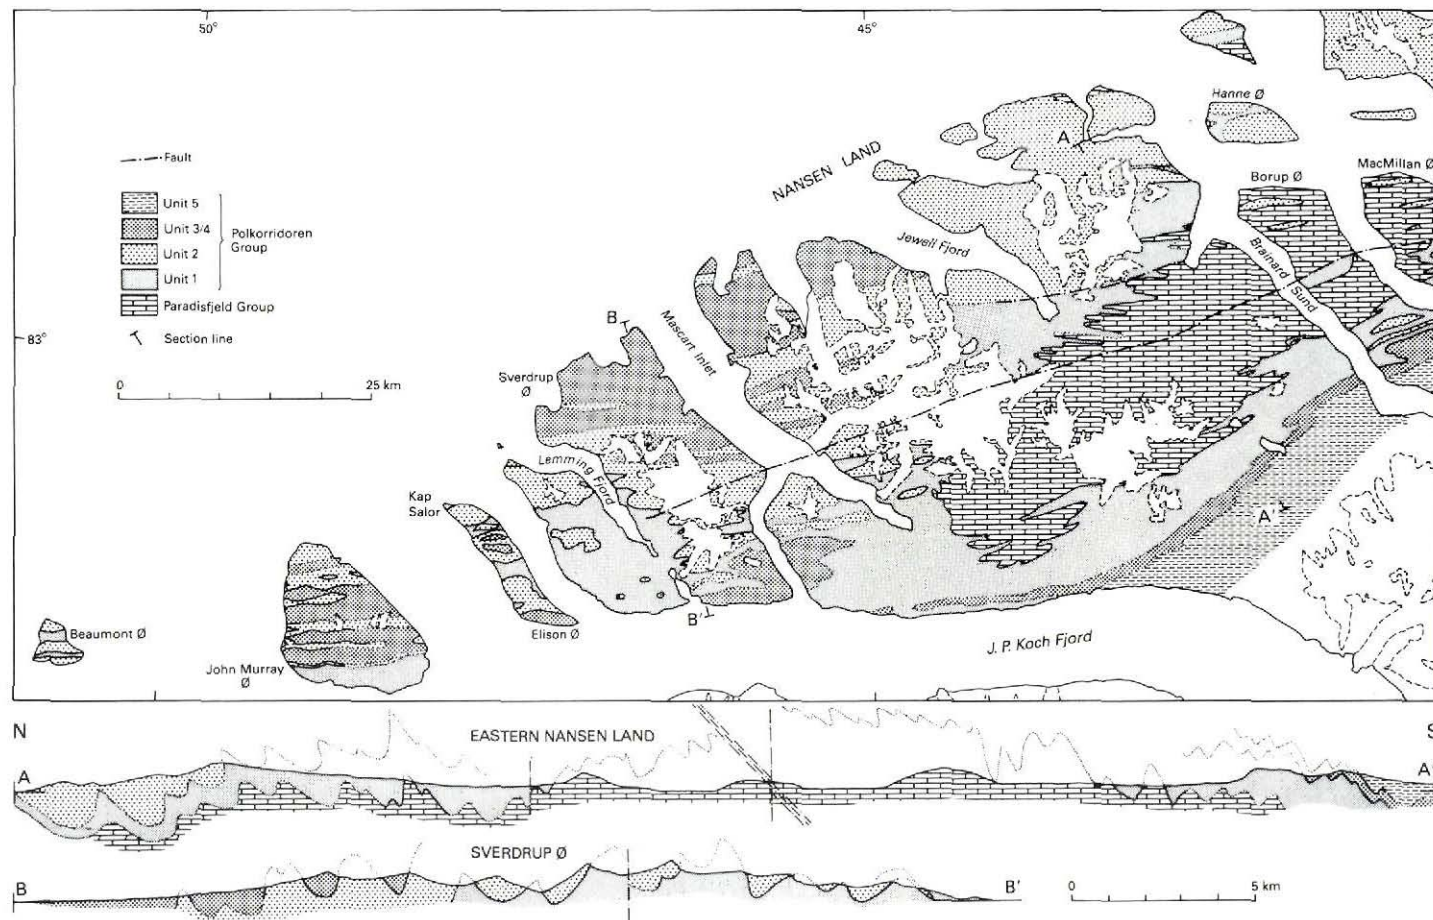 50°
45°
Hanne Ø
Fault
A
NANSEN LAND
MacMillan Ø
Borup Ø
Unit 5
Unit 3/4
Polkorridoren
Group
Unit 2
Unit 1
Jewell Fjord
Brainard Sund
Paradisfjeld Group
B
Mascart Inlet
83°
Section line
0
25 km
Sverdrup
Ø
Lemming Fjord
Kap
Salor
A'
B'
Beaumont Ø
Elison Ø
J. P. Koch Fjord
John Murray
Ø
N
EASTERN NANSEN LAND
S
A
A'
SVERDRUP Ø
B
B'
0
5 km